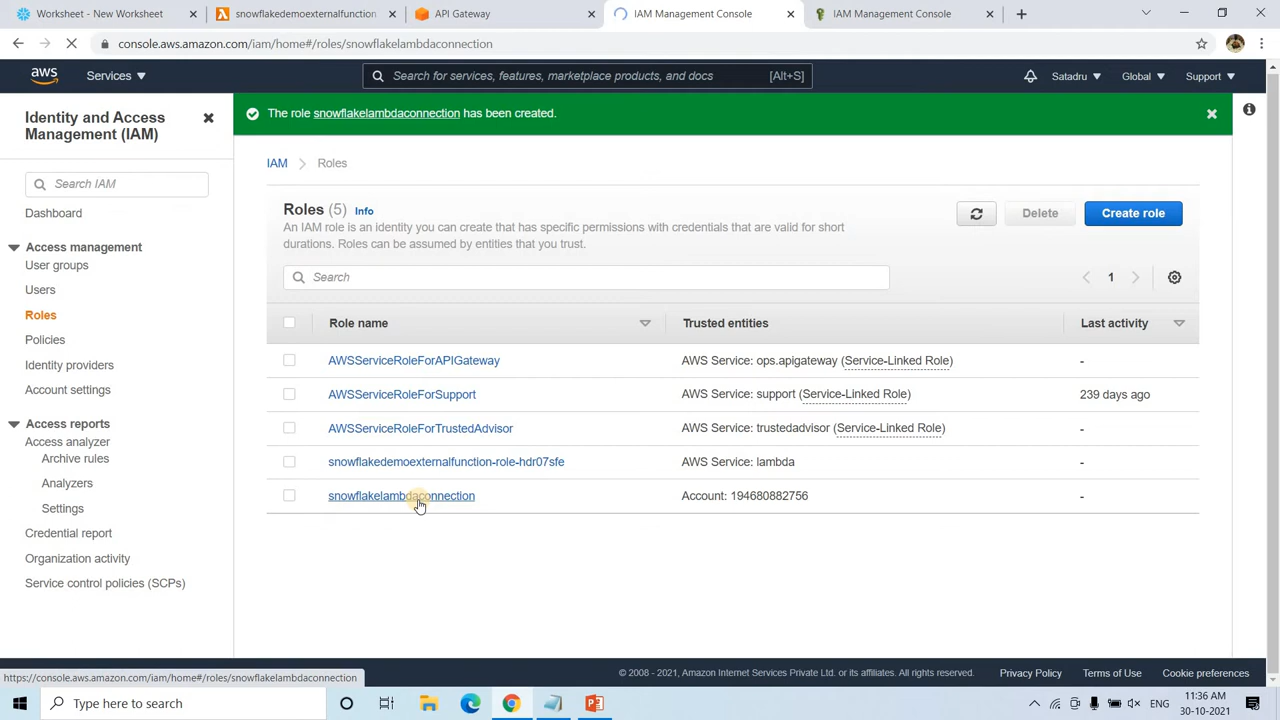 Worksheet - New Worksheet
snowflakedemoexternalfunction
API Gateway
IAM Management Console
IAM Management Console
console.aws.amazon.com/iam/home#/roles/snowflakelambdaconnection
aws
Services
Search for services, features, marketplace products, and docs
[Alt+S]
Satadru
Global
Support
Identity and Access
Management (IAM)
Search IAM
Dashboard
Access management
User groups
Users
Roles
Policies
Identity providers
Account settings
Access reports
Access analyzer
Archive rules
Analyzers
Settings
Credential report
Organization activity
Service control policies (SCPs)
The role snowflakelambdaconnection has been created.
IAM
Roles
Roles (5) Info
An IAM role is an identity you can create that has specific permissions with credentials that are valid for short
durations. Roles can be assumed by entities that you trust.
Delete
Create role
Search
1
Role name Trusted entities Last activity
AWSServiceRoleForAPIGateway AWS Service: ops.apigateway (Service-Linked Role) -
AWSServiceRoleForSupport AWS Service: support (Service-Linked Role) 239 days ago
AWSServiceRoleForTrustedAdvisor AWS Service: trustedadvisor (Service-Linked Role) -
snowflakedemoexternalfunction-role-hdr07sfe AWS Service: lambda -
snowflakelambdaconnection Account: 194680882756 -
https://console.aws.amazon.com/iam/home#/roles/snowflakelambdaconnection
© 2008 - 2021, Amazon Internet Services Private Ltd. or its affiliates. All rights reserved.
Privacy Policy
Terms of Use
Cookie preferences
Type here to search
ENG
11:36 AM
30-10-2021